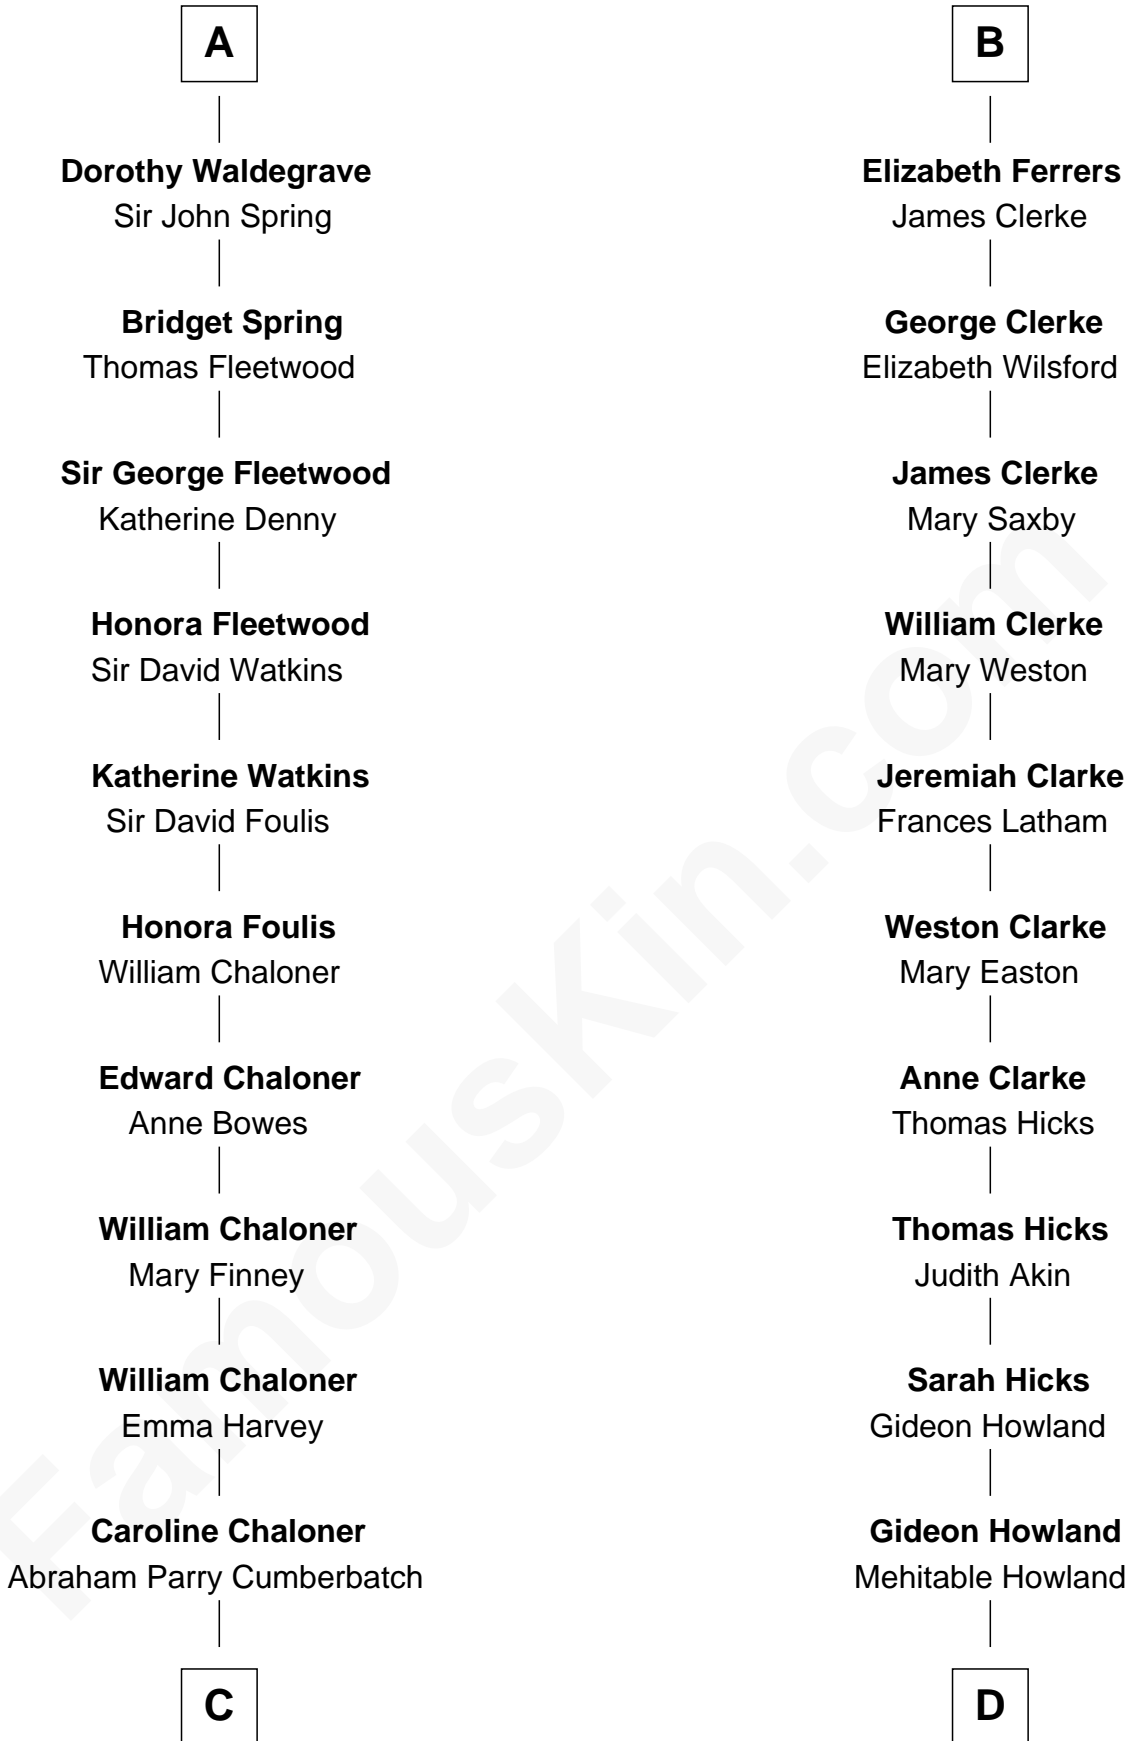 A
Dorothy Waldegrave
Sir John Spring
Bridget Spring
Thomas Fleetwood
Sir George Fleetwood
Katherine Denny
Honora Fleetwood
Sir David Watkins
Katherine Watkins
Sir David Foulis
Honora Foulis
William Chaloner
Edward Chaloner
Anne Bowes
William Chaloner
Mary Finney
William Chaloner
Emma Harvey
Caroline Chaloner
Abraham Parry Cumberbatch
C
B
Elizabeth Ferrers
James Clerke
George Clerke
Elizabeth Wilsford
James Clerke
Mary Saxby
William Clerke
Mary Weston
Jeremiah Clarke
Frances Latham
Weston Clarke
Mary Easton
Anne Clarke
Thomas Hicks
Thomas Hicks
Judith Akin
Sarah Hicks
Gideon Howland
Gideon Howland
Mehitable Howland
D
FamousKin.com